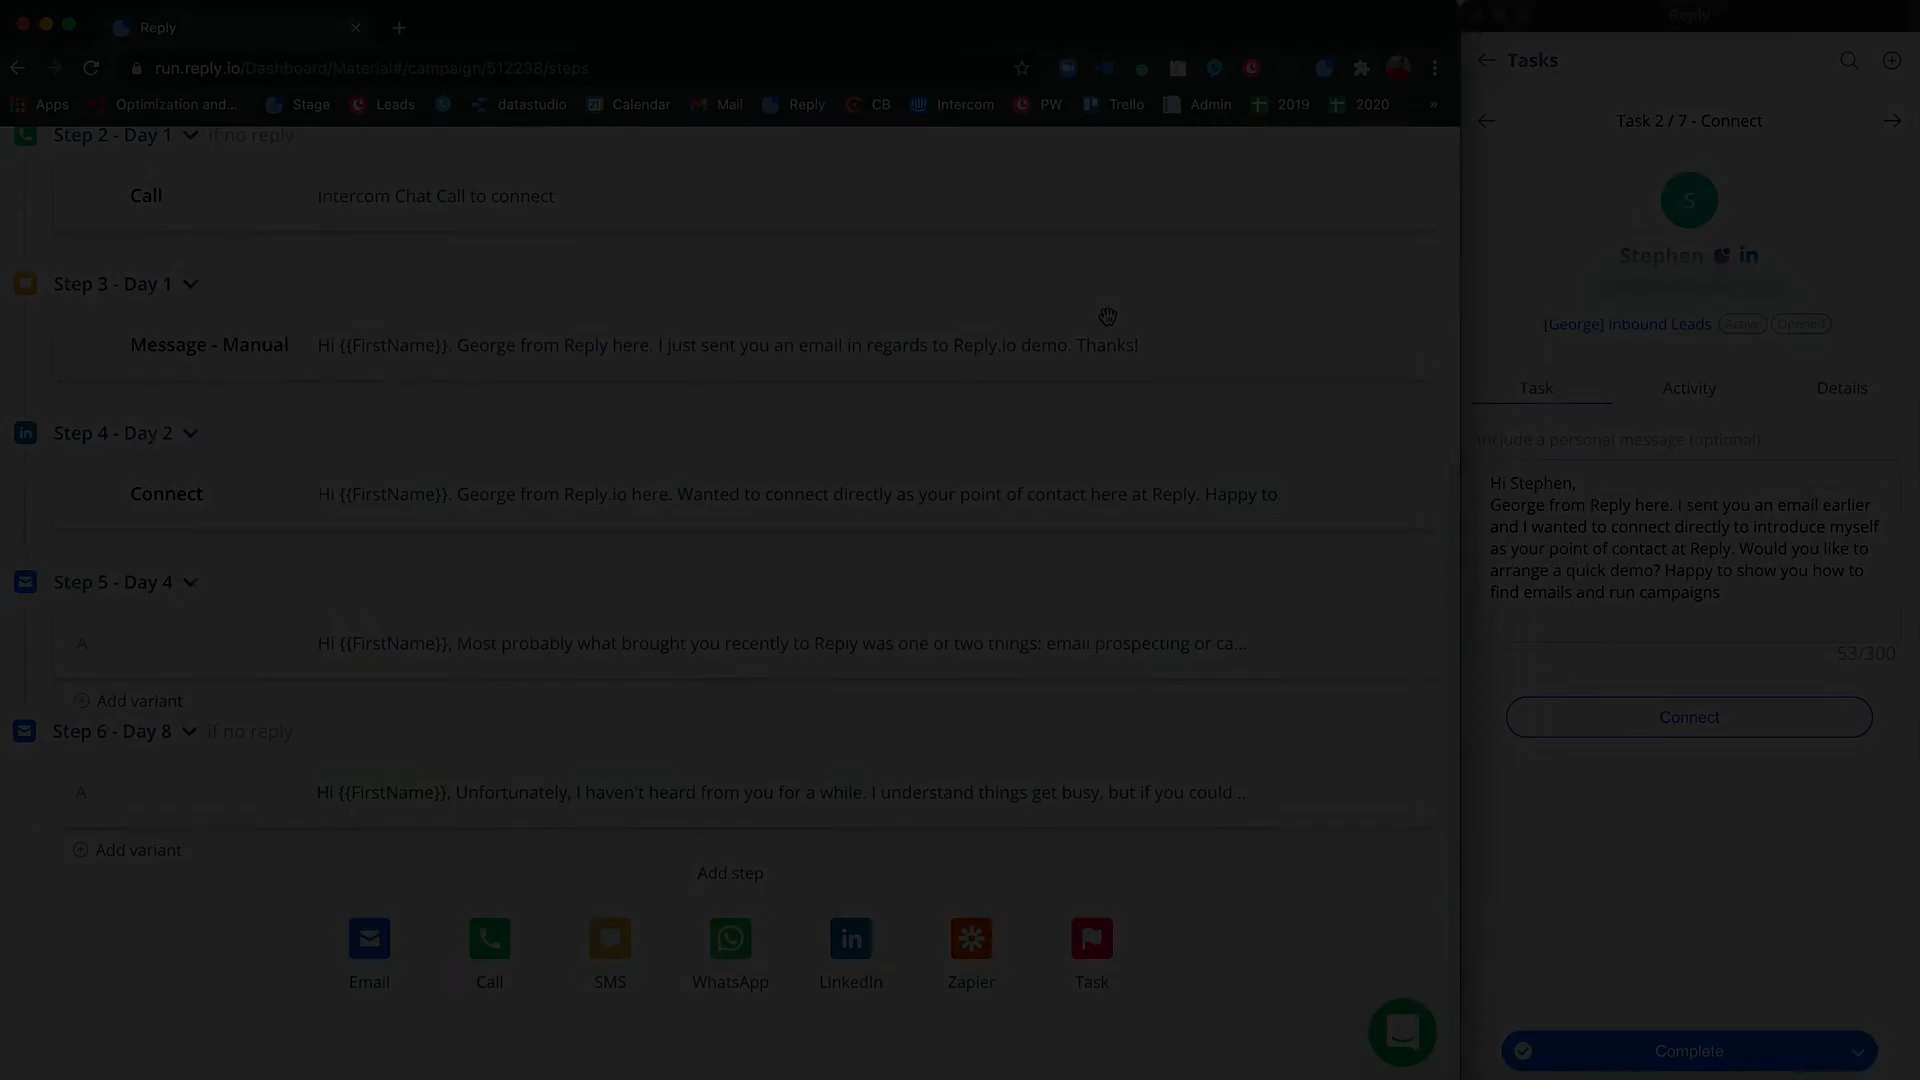 Reply
run.reply.io/Dashboard/Material#/campaign/512238/steps
Apps Optimization and... Stage Leads datastudio Calendar Mail Reply CB Intercom PW Trello Admin 2019 2020 »
Step 2 - Day 1 if no reply
Call Intercom Chat Call to connect
Step 3 - Day 1
Message - Manual Hi {{FirstName}}. George from Reply here. I just sent you an email in regards to Reply.io demo. Thanks!
in Step 4 - Day 2
Connect Hi {{FirstName}}. George from Reply.io here. Wanted to connect directly as your point of contact here at Reply. Happy to
Step 5 - Day 4
A Hi {{FirstName}}, Most probably what brought you recently to Reply was one of two things: email prospecting or ca...
Add variant
Step 6 - Day 8 if no reply
A Hi {{FirstName}}, Unfortunately, I haven't heard from you for a while. I understand things get busy, but if you could ..
Add variant
Add step
in
Email Call SMS WhatsApp LinkedIn Zapier Task
Reply
Tasks
Task 2 / 7 - Connect
S
Stephen in
[George] Inbound Leads Active Opened
Task Activity Details
Include a personal message (optional)
Hi Stephen,
George from Reply here. I sent you an email earlier
and I wanted to connect directly to introduce myself
as your point of contact at Reply. Would you like to
arrange a quick demo? Happy to show you how to
find emails and run campaigns
53/300
Connect
Complete